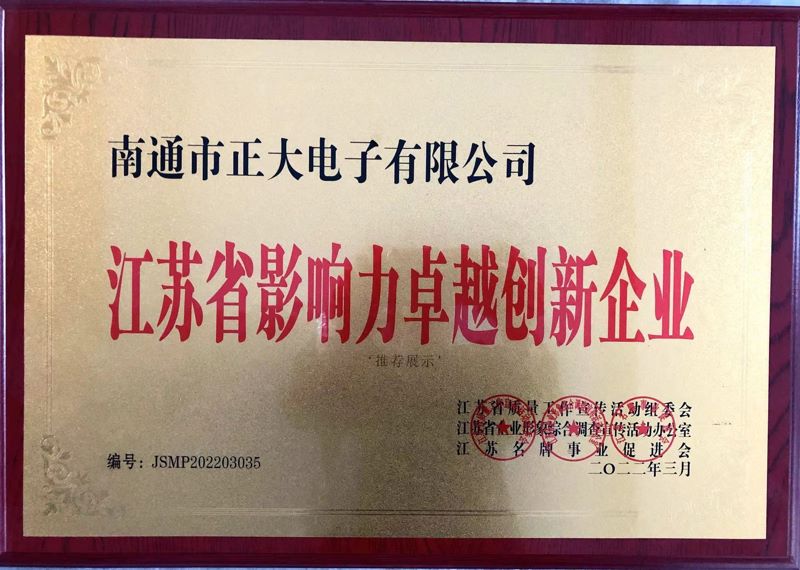 南通市正大电子有限公司
江苏省影响力卓越创新企业
'推荐展示'
江苏省质量工作宣传活动组委会
江苏省企业形象综合调查宣传活动办公室
江苏名牌事业促进会
二〇二二年三月
编号：JSMP202203035